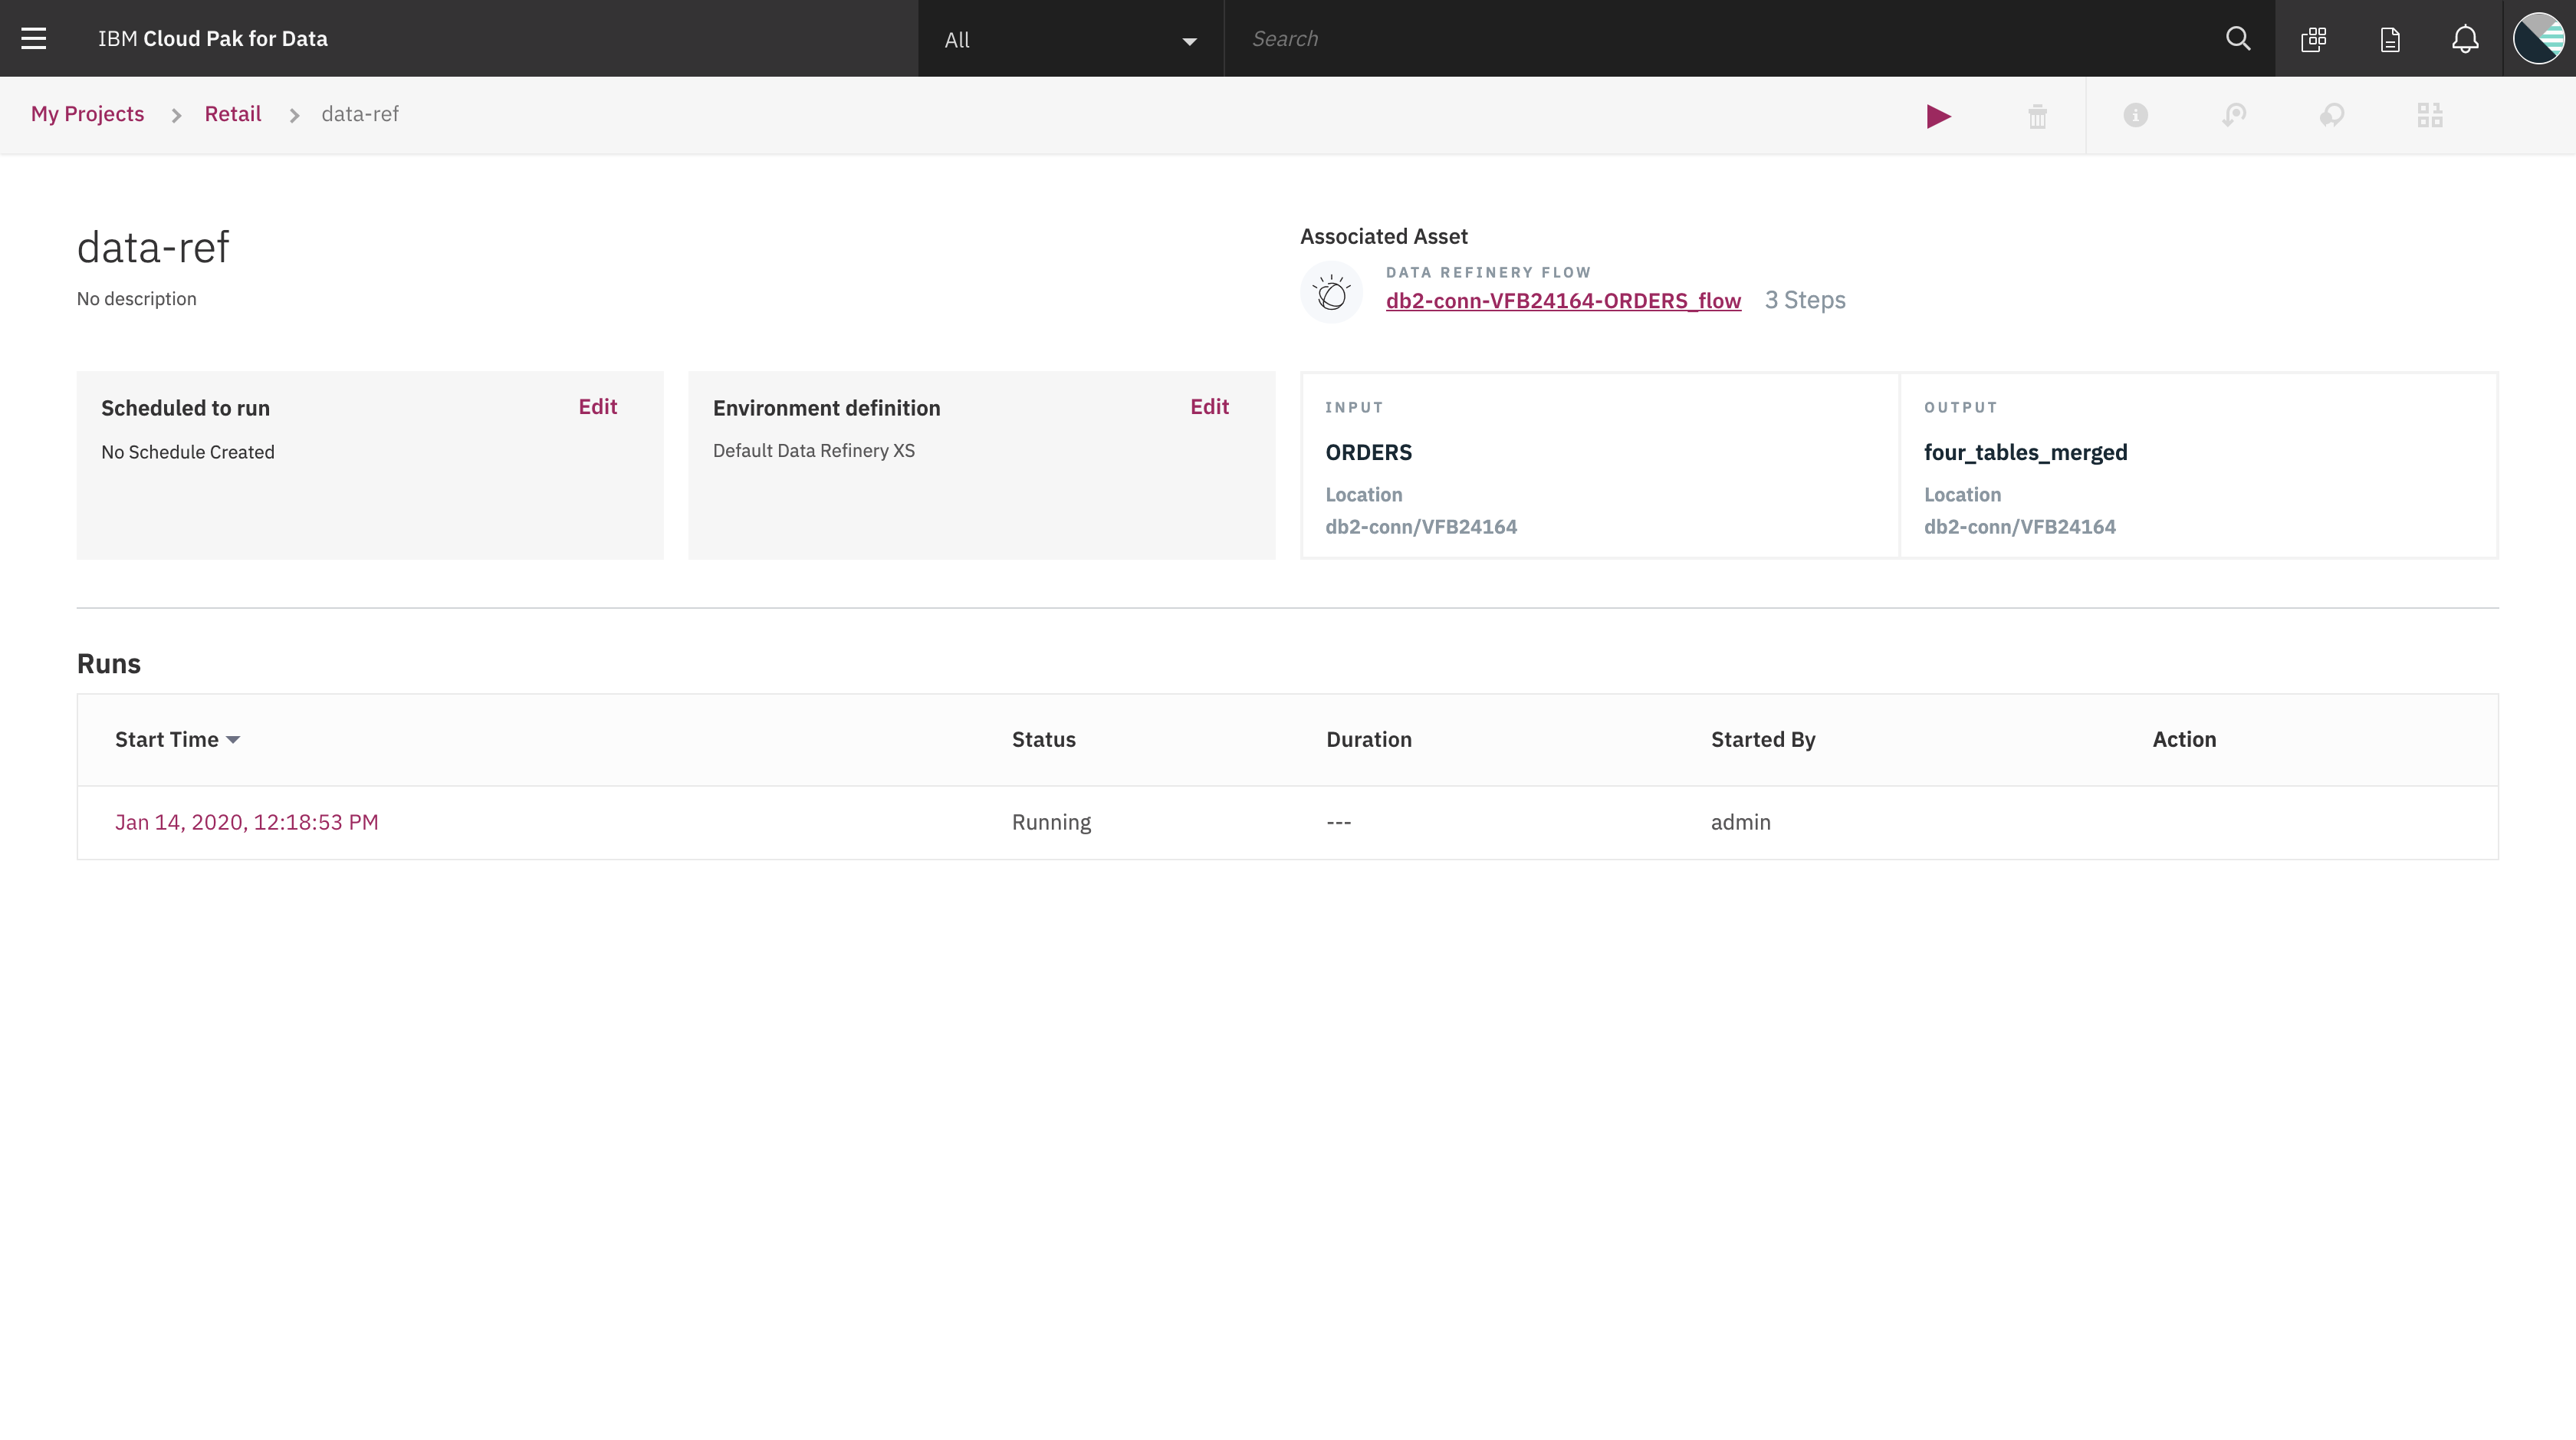 IBM Cloud Pak for Data
All
Search
My Projects > Retail > data-ref
data-ref
No description
Associated Asset
DATA REFINERY FLOW
db2-conn-VFB24164-ORDERS_flow 3 Steps
Scheduled to run Edit
No Schedule Created
Environment definition Edit
Default Data Refinery XS
INPUT
ORDERS
Location
db2-conn/VFB24164
OUTPUT
four_tables_merged
Location
db2-conn/VFB24164
Runs
Start Time Status Duration Started By Action
Jan 14, 2020, 12:18:53 PM Running --- admin